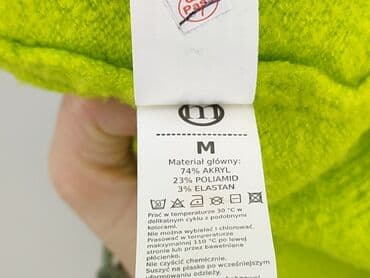 m
M
Materiał główny:
74% AKRYL
23% POLIAMID
3% ELASTAN
Prać w temperaturze 30 °C w
delikatnym cyklu z podobnymi
kolorami.
Nie można wybielać i chlorować.
Prasować w temperaturze
maksymalnej 110 °C po lewej
stronie lub przez bawełniane
płócienko.
Nie czyścić chemicznie.
Suszyć na płasko po wcześniejszym
uformowaniu odzieży.